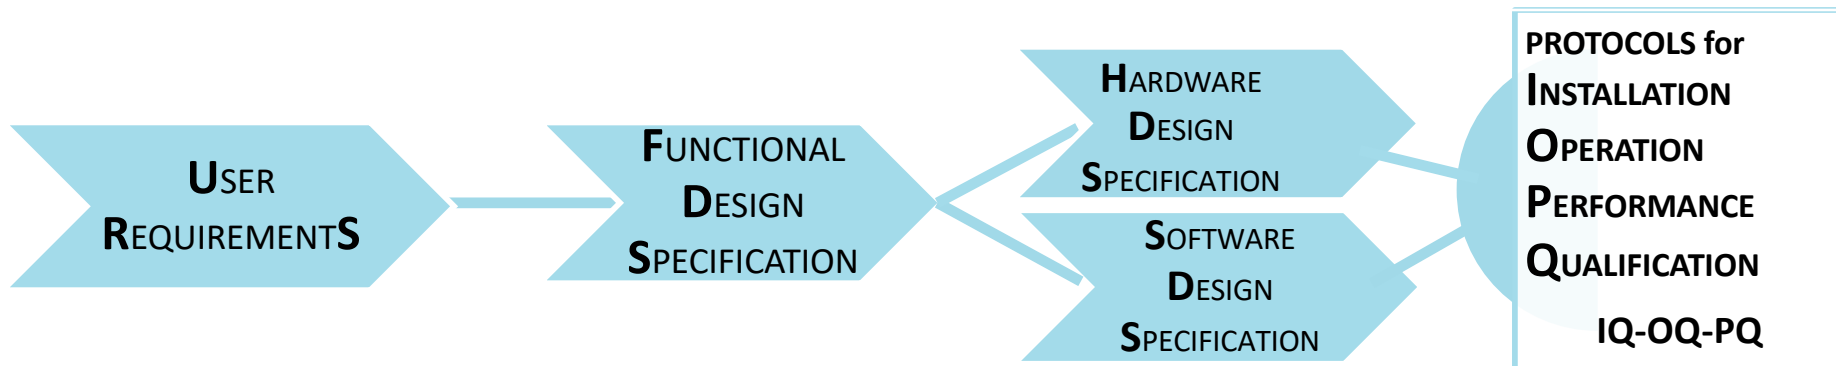 USER
REQUIREMENTS
FUNCTIONAL
DESIGN
SPECIFICATION
HARDWARE
DESIGN
SPECIFICATION
SOFTWARE
DESIGN
SPECIFICATION
PROTOCOLS for
INSTALLATION
OPERATION
PERFORMANCE
QUALIFICATION
IQ-OQ-PQ